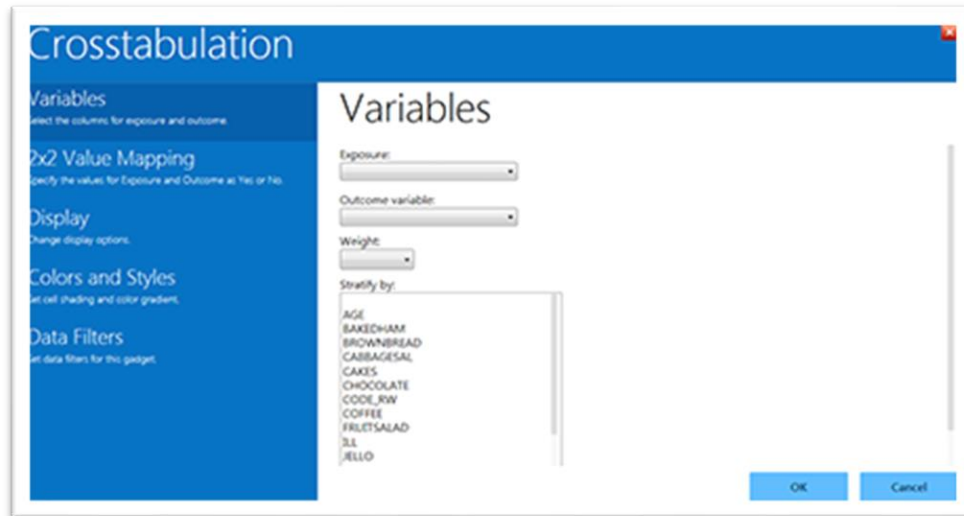 Crosstabulation
Variables
Select the columns for exposure and outcome.
2x2 Value Mapping
Specify the values for Exposure and Outcome as Yes or No.
Display
Change display options.
Colors and Styles
Set cell shading and color gradient.
Data Filters
Set data filters for this gadget.
Variables
Exposure:
Outcome variable:
Weight:
Stratify by:
AGE
BAKEDHAM
BROWNBREAD
CABBAGESAL
CAKES
CHOCOLATE
CODE_RW
COFFEE
FRUITSALAD
ILL
JELLO
OK
Cancel